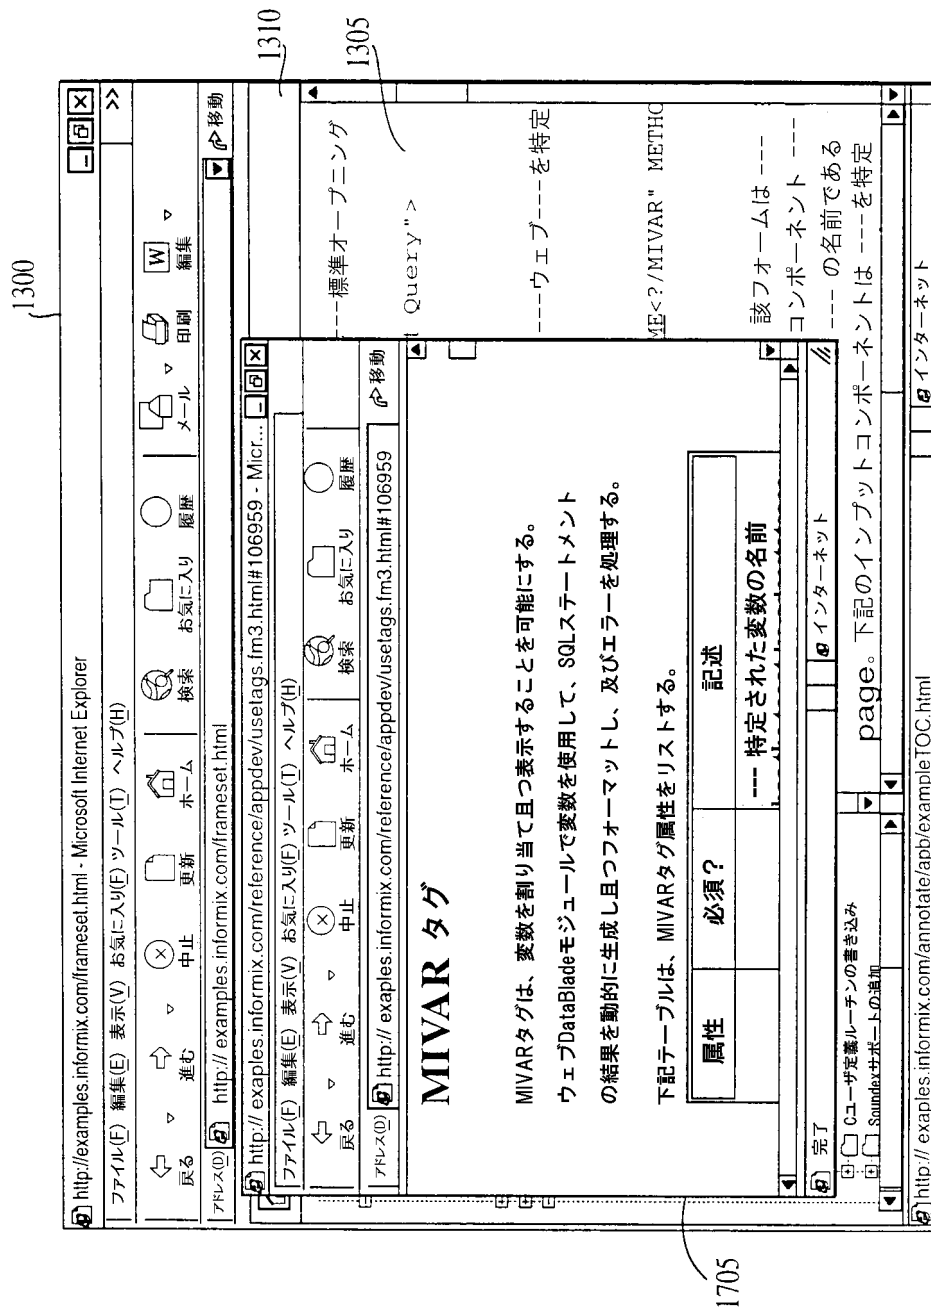 1300
http://examples.informix.com/frameset.html - Microsoft Internet Explorer
ファイル(F) 編集(E) 表示(V) お気に入り(F) ツール(T) ヘルプ(H)
>>
戻る 進む 中止 更新 ホーム 検索 お気に入り 履歴 メール 印刷 編集
W
アドレス(D) http:// examples.informix.com/frameset.html 移動
1310
http:// exaples.informix.com/reference/appdev/usetags.fm3.html#106959 - Micr...
ファイル(F) 編集(E) 表示(V) お気に入り(F) ツール(T) ヘルプ(H)
戻る 進む 中止 更新 ホーム 検索 お気に入り 履歴
アドレス(D) http:// exaples.informix.com/reference/appdev/usetags.fm3.html#106959 移動
MIVAR タグ
MIVARタグは、変数を割り当て且つ表示することを可能にする。
ウェブDataBladeモジュールで変数を使用して、SQLステートメント
の結果を動的に生成し且つフォーマットし、及びエラーを処理する。
下記テーブルは、MIVARタグ属性をリストする。
属性 必須? 記述
--- 特定された変数の名前
完了 インターネット
1305
---標準オープニング
t Query">
----ウェブ----を特定
ME<?/MIVAR" METHO
該フォームは ---
コンポーネント ---
--- の名前である
page。下記のインプットコンポーネントは ----を特定
Cユーザ定義ルーチンの書き込み
Soundexサポートの追加
http:// exaples.informix.com/annotate/apb/exampleTOC.html インターネット
1705